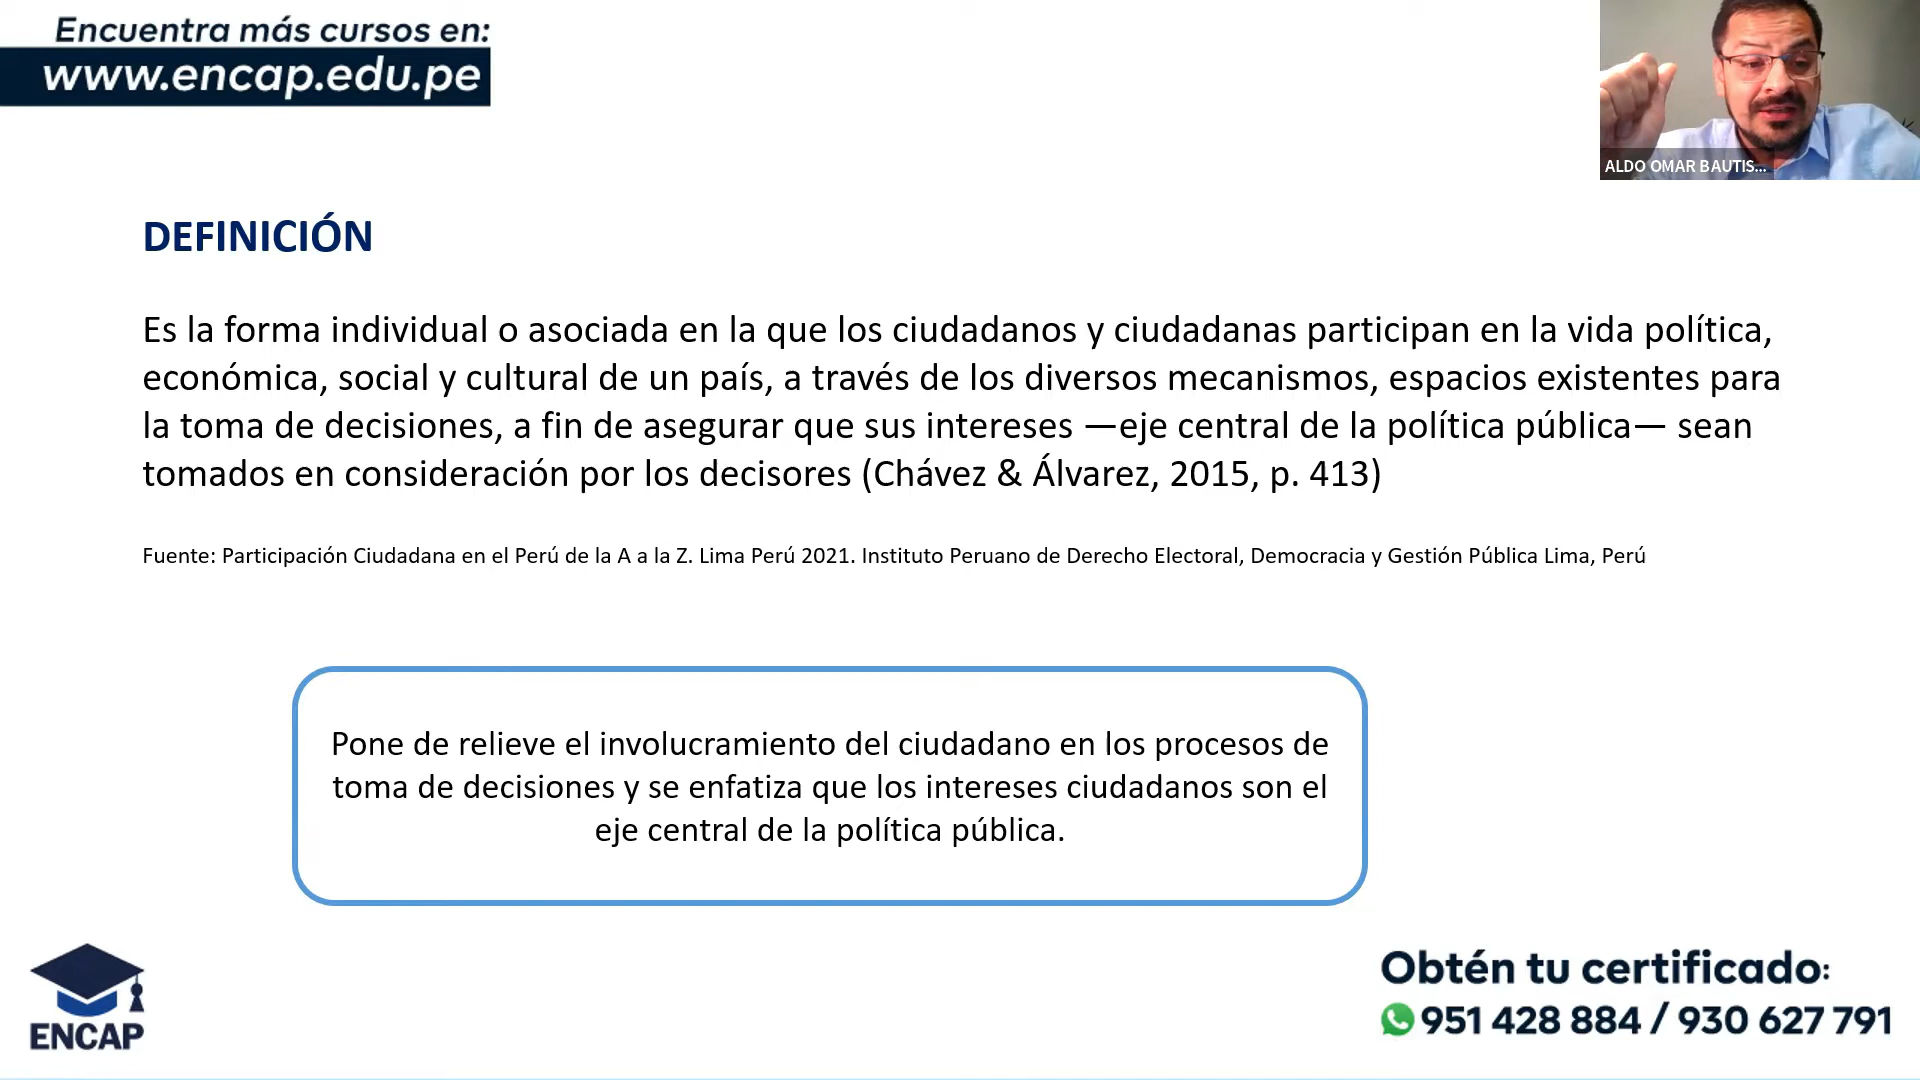 Encuentra más cursos en:
www.encap.edu.pe
ALDO OMAR BAUTIS...
DEFINICIÓN
Es la forma individual o asociada en la que los ciudadanos y ciudadanas participan en la vida política,
económica, social y cultural de un país, a través de los diversos mecanismos, espacios existentes para
la toma de decisiones, a fin de asegurar que sus intereses —eje central de la política pública— sean
tomados en consideración por los decisores (Chávez & Álvarez, 2015, p. 413)
Fuente: Participación Ciudadana en el Perú de la A a la Z. Lima Perú 2021. Instituto Peruano de Derecho Electoral, Democracia y Gestión Pública Lima, Perú
Pone de relieve el involucramiento del ciudadano en los procesos de
toma de decisiones y se enfatiza que los intereses ciudadanos son el
eje central de la política pública.
ENCAP
Obtén tu certificado:
951 428 884 / 930 627 791